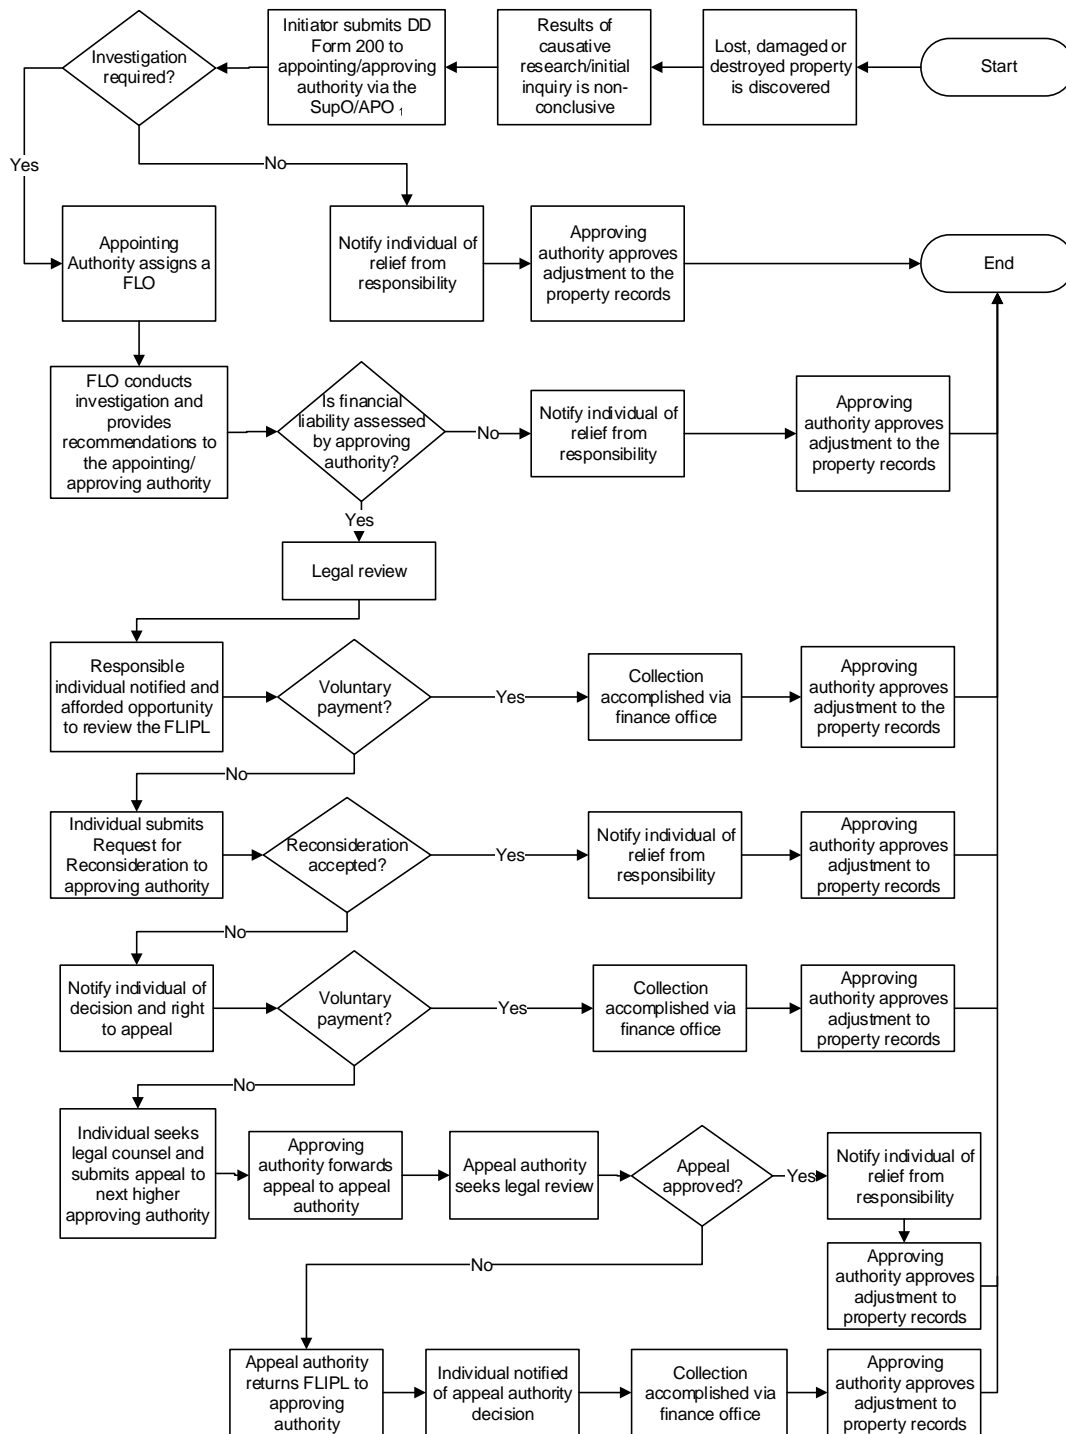 Start
Lost, damaged or
destroyed property
is discovered
Results of
causative
research/initial
inquiry is non-
conclusive
Initiator submits DD
Form 200 to
appointing/approving
authority via the
SupO/APO 1
Investigation
required?
Yes
No
Appointing
Authority assigns a
FLO
Notify individual of
relief from
responsibility
Approving
authority approves
adjustment to the
property records
End
FLO conducts
investigation and
provides
recommendations to
the appointing/
approving authority
Is financial
liability assessed
by approving
authority?
No
Notify individual of
relief from
responsibility
Approving
authority approves
adjustment to the
property records
Yes
Legal review
Responsible
individual notified and
afforded opportunity
to review the FLIPL
Voluntary
payment?
Yes
Collection
accomplished via
finance office
Approving
authority approves
adjustment to the
property records
No
Individual submits
Request for
Reconsideration to
approving authority
Reconsideration
accepted?
Yes
Notify individual of
relief from
responsibility
Approving
authority approves
adjustment to
property records
No
Notify individual of
decision and right
to appeal
Voluntary
payment?
Yes
Collection
accomplished via
finance office
Approving
authority approves
adjustment to
property records
No
Individual seeks
legal counsel and
submits appeal to
next higher
approving authority
Approving
authority forwards
appeal to appeal
authority
Appeal authority
seeks legal review
Appeal
approved?
Yes
Notify individual of
relief from
responsibility
Approving
authority approves
adjustment to
property records
No
Appeal authority
returns FLIPL to
approving
authority
Individual notified
of appeal authority
decision
Collection
accomplished via
finance office
Approving
authority approves
adjustment to
property records